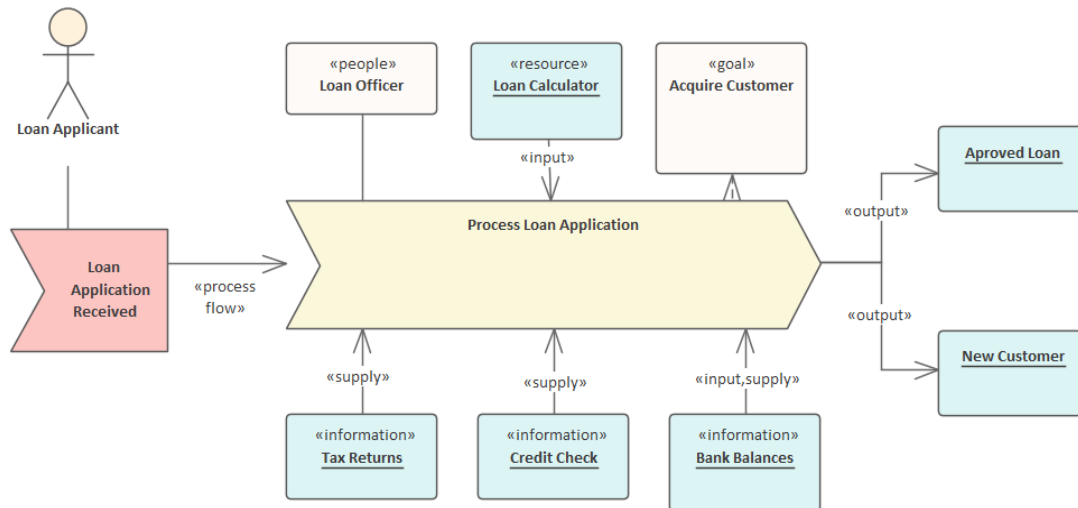 Loan Applicant
«people»
Loan Officer
«resource»
Loan Calculator
«goal»
Acquire Customer
«input»
Aproved Loan
«output»
Process Loan Application
Loan
Application
Received
«process
flow»
«output»
New Customer
«supply»
«supply»
«input,supply»
«information»
Tax Returns
«information»
Credit Check
«information»
Bank Balances